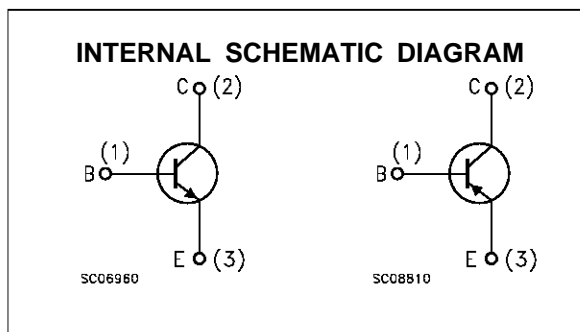 INTERNAL SCHEMATIC DIAGRAM
C (2) C (2)
(1) (1)
B B
E (3) E (3)
SC06960 SC08810